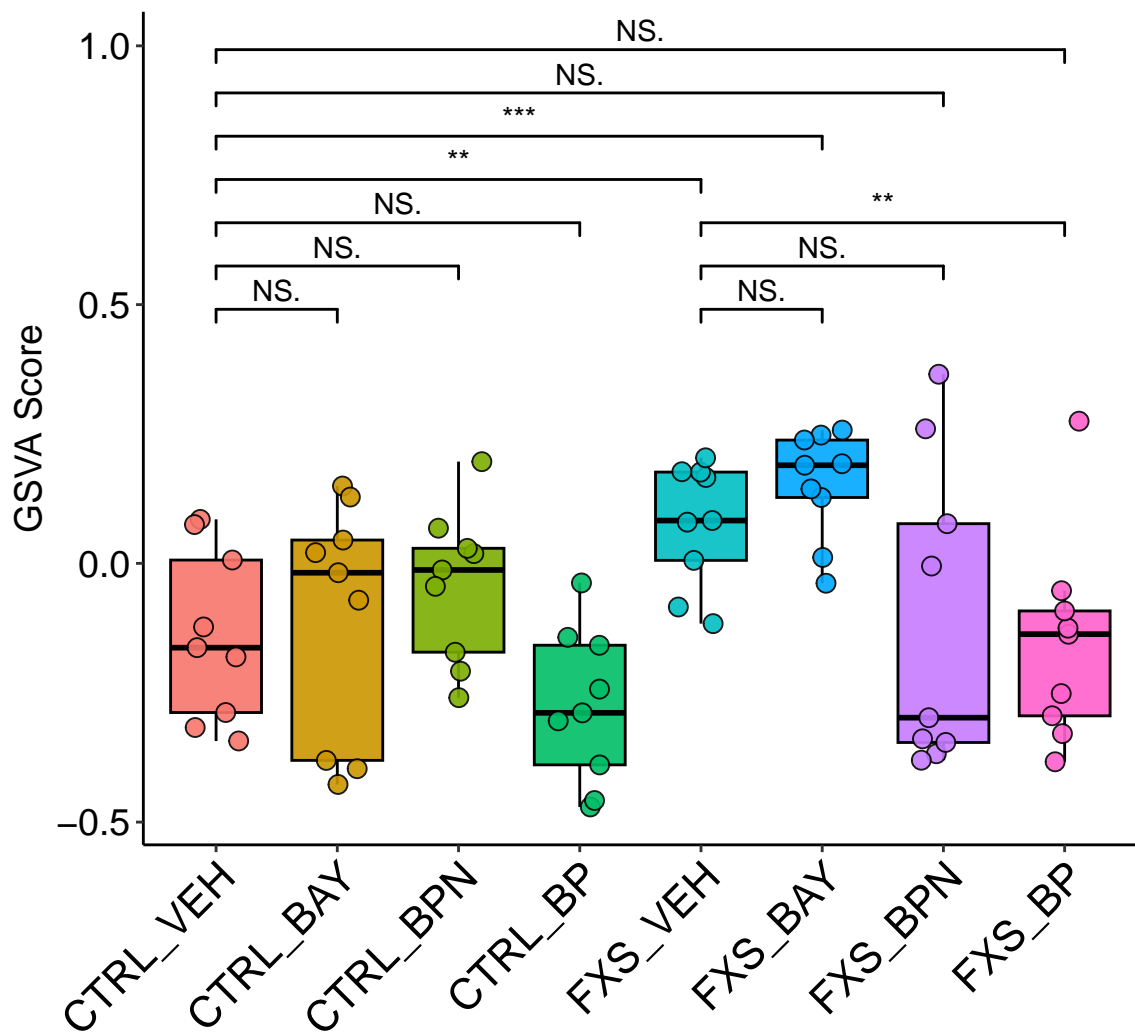 NS.
1.0
NS.
***
**
NS.
**
NS.
NS.
NS.
NS.
0.5
GSVA Score
0.0
−0.5
CTRL_VEH
CTRL_BAY
CTRL_BPN
CTRL_BP
FXS_VEH
FXS_BAY
FXS_BPN
FXS_BP